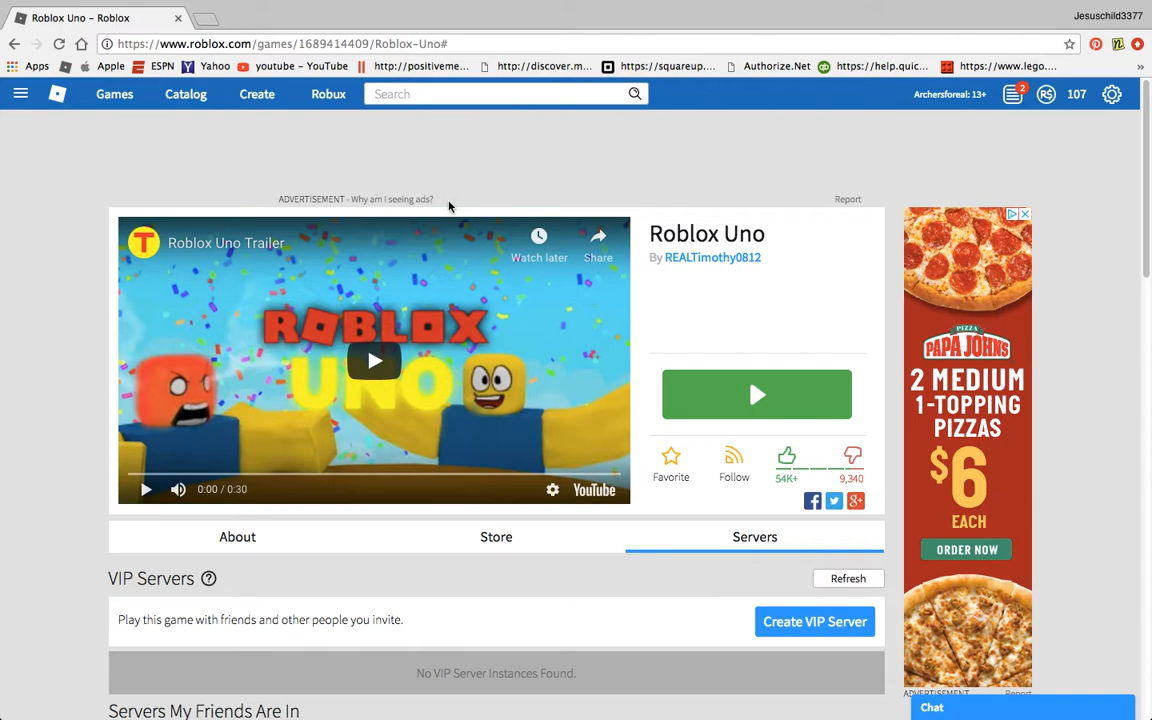 Roblox Uno – Roblox
Jesuschild3377
https://www.roblox.com/games/1689414409/Roblox-Uno#
Apps Apple ESPN Yahoo youtube – YouTube http://positiveme... http://discover.m... https://squareup.... Authorize.Net https://help.quic... https://www.lego....
Games Catalog Create Robux Search Archersforeal: 13+ 2 R$ 107
ADVERTISEMENT - Why am I seeing ads? Report
T Roblox Uno Trailer
Watch later Share
ROBLOX
UNO
0:00 / 0:30 YouTube
Roblox Uno
By REALTimothy0812
Favorite Follow 54K+ 9,340
PIZZA
PAPA JOHNS
2 MEDIUM
1-TOPPING
PIZZAS
$6
EACH
ORDER NOW
ADVERTISEMENT Report
About Store Servers
VIP Servers ? Refresh
Play this game with friends and other people you invite. Create VIP Server
No VIP Server Instances Found.
Servers My Friends Are In
Chat